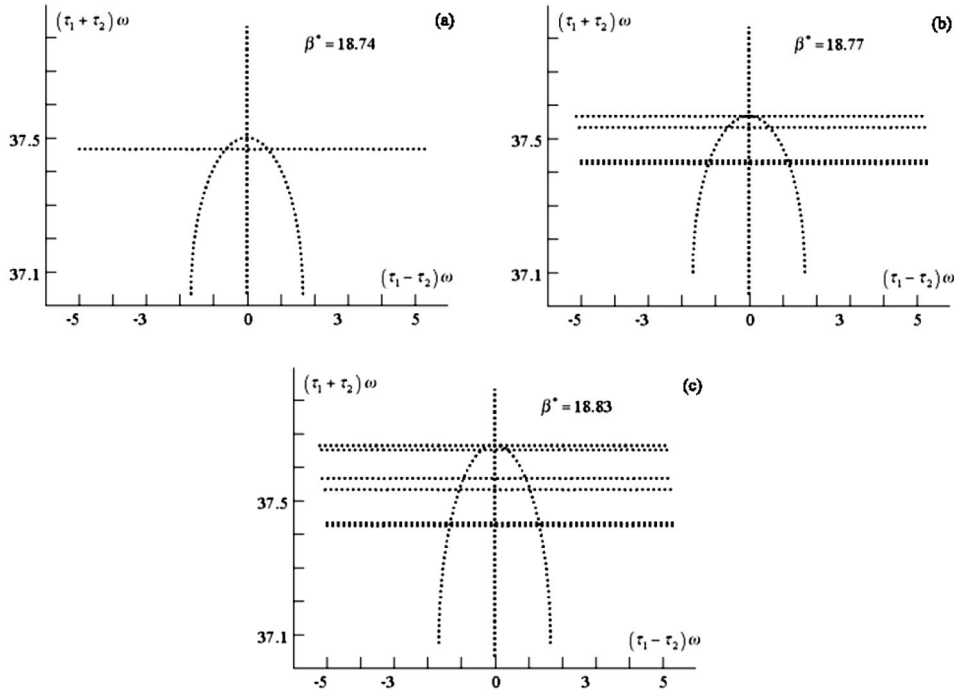 (τ₁ + τ₂) ω
(a)
β* = 18.74
37.5
37.1
(τ₁ − τ₂) ω
-5 -3 0 3 5
(τ₁ + τ₂) ω
(b)
β* = 18.77
37.5
37.1
(τ₁ − τ₂) ω
-5 -3 0 3 5
(τ₁ + τ₂) ω
(c)
β* = 18.83
37.5
37.1
(τ₁ − τ₂) ω
-5 -3 0 3 5